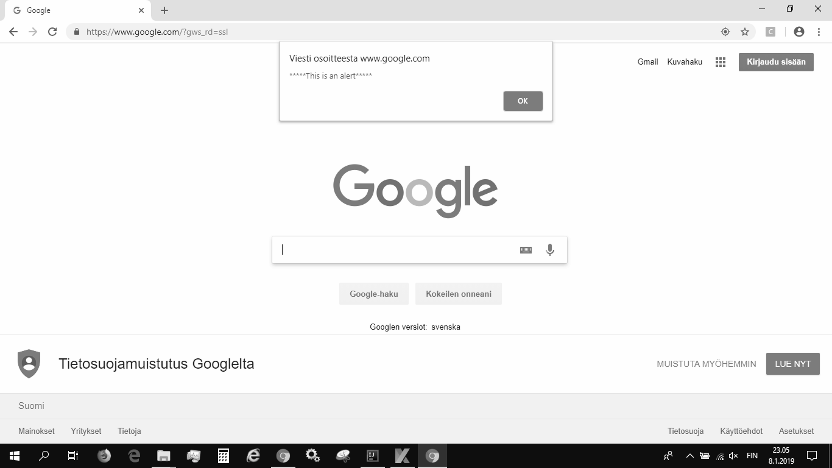 Google
https://www.google.com/?gws_rd=ssl
Viesti osoitteesta www.google.com
*****This is an alert*****
OK
Gmail Kuvahaku Kirjaudu sisään
Google
Google-haku Kokeilen onneani
Googlen versiot: svenska
Tietosuojamuistutus Googlelta
MUISTUTA MYÖHEMMIN LUE NYT
Suomi
Mainokset Yritykset Tietoja Tietosuoja Käyttöehdot Asetukset
FIN 23.05
8.1.2019